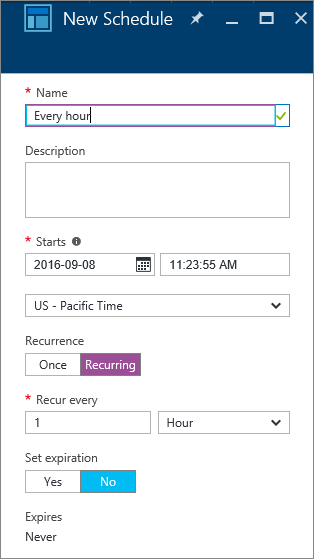 New Schedule
* Name
Every hour
Description
* Starts
2016-09-08 11:23:55 AM
US - Pacific Time
Recurrence
Once Recurring
* Recur every
1 Hour
Set expiration
Yes No
Expires
Never